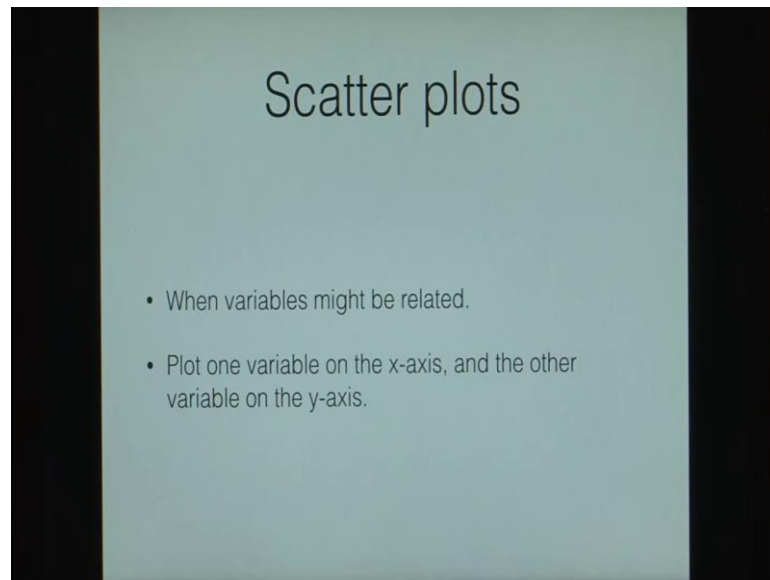 Scatter plots
• When variables might be related.
• Plot one variable on the x-axis, and the other
variable on the y-axis.